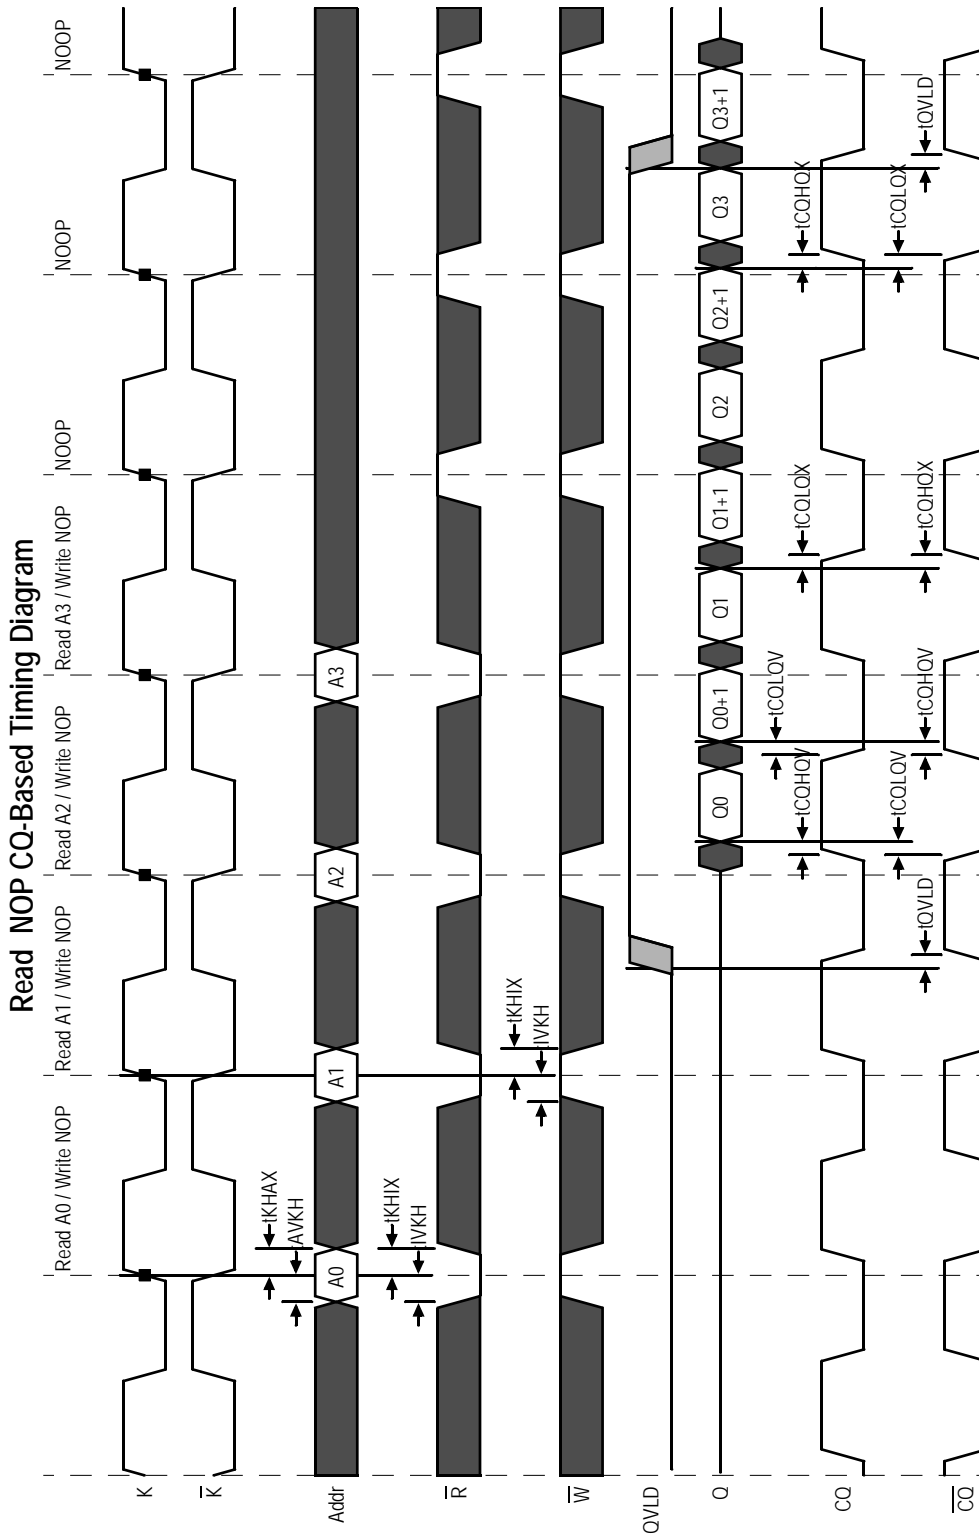 Read NOP CQ-Based Timing Diagram
Read A0 / Write NOP
Read A1 / Write NOP
Read A2 / Write NOP
Read A3 / Write NOP
NOOP
NOOP
NOOP
K
K
tKHAX
tAVKH
Addr
A0
A1
A2
A3
tKHIX
tIVKH
R
tKHIX
tIVKH
W
QVLD
Q
Q0
Q0+1
Q1
Q1+1
Q2
Q2+1
Q3
Q3+1
tCQLQV
tCQHQV
tCQLQX
tCQHQX
CQ
tCQLQV
tCQLQX
tQVLD
tCQHQV
tCQHQX
tQVLD
CQ